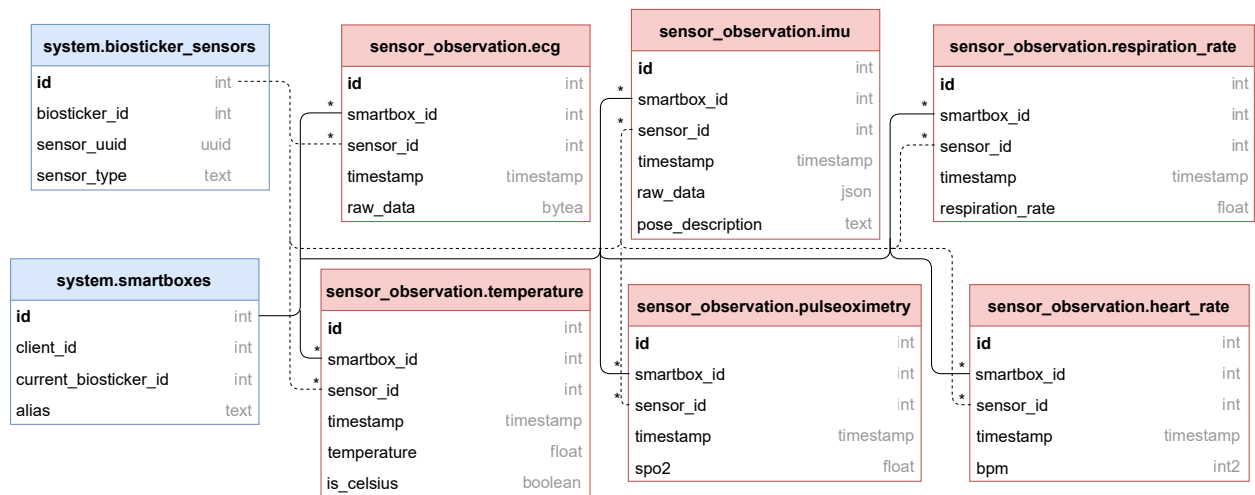 system.biosticker_sensors
id int
biosticker_id int
sensor_uuid uuid
sensor_type text
sensor_observation.ecg
id int
* smartbox_id int
* sensor_id int
timestamp timestamp
raw_data bytea
sensor_observation.imu
id int
* smartbox_id int
* sensor_id int
timestamp timestamp
raw_data json
pose_description text
sensor_observation.respiration_rate
id int
* smartbox_id int
* sensor_id int
timestamp timestamp
respiration_rate float
system.smartboxes
id int
client_id int
current_biosticker_id int
alias text
sensor_observation.temperature
id int
* smartbox_id int
* sensor_id int
timestamp timestamp
temperature float
is_celsius boolean
sensor_observation.pulseoximetry
id int
* smartbox_id int
* sensor_id int
timestamp timestamp
spo2 float
sensor_observation.heart_rate
id int
* smartbox_id int
* sensor_id int
timestamp timestamp
bpm int2